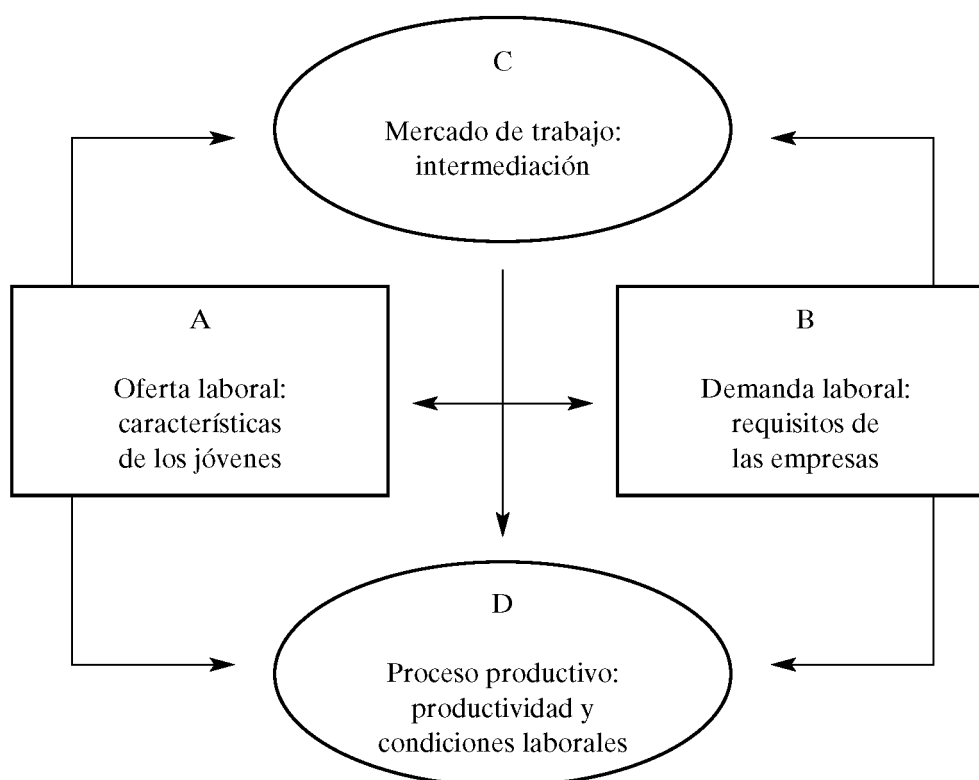 C
Mercado de trabajo:
intermediación
A
Oferta laboral:
características
de los jóvenes
B
Demanda laboral:
requisitos de
las empresas
D
Proceso productivo:
productividad y
condiciones laborales